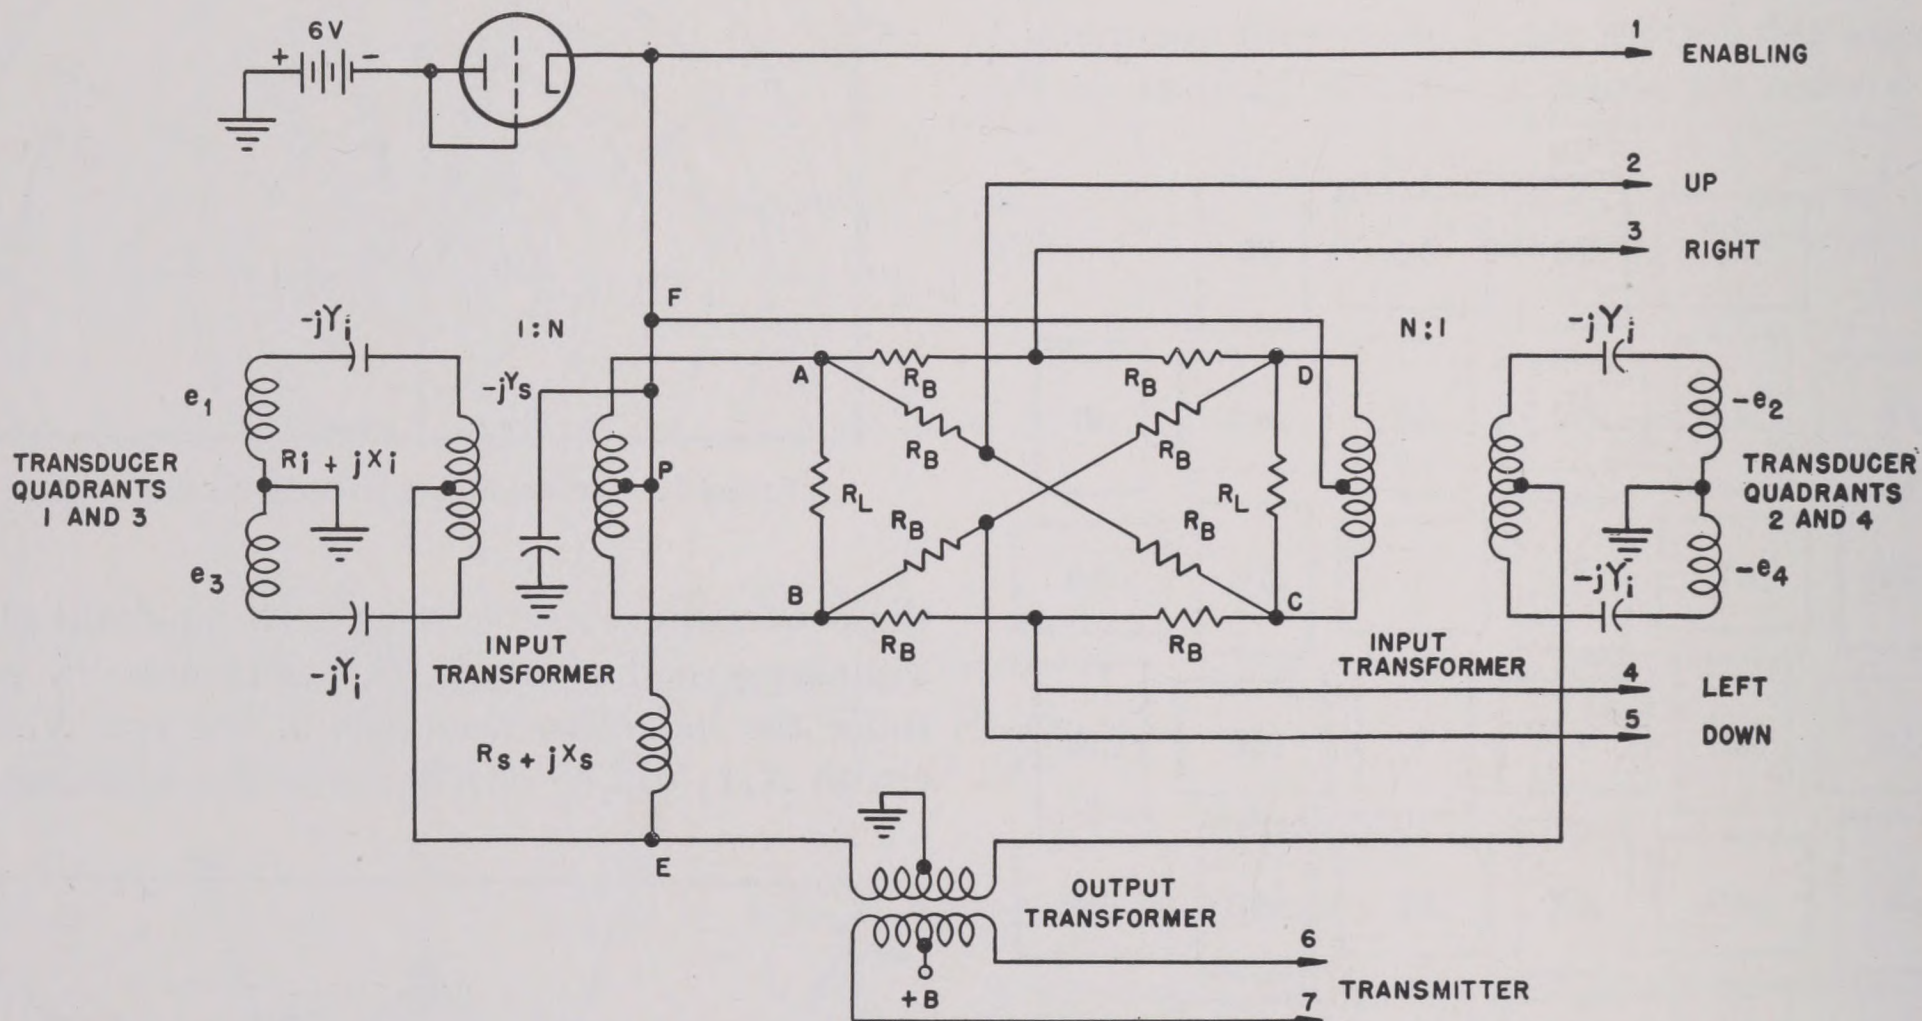 6V
+
-
1
ENABLING
2
UP
3
RIGHT
F
-jYi
1:N
N:1
-jYi
A
RB
RB
D
-jYs
e1
RB
RB
-e2
TRANSDUCER
QUADRANTS
1 AND 3
Ri + jXi
P
RL
RB
RL
RB
TRANSDUCER
QUADRANTS
2 AND 4
e3
-jYi
-e4
B
C
RB
RB
INPUT
TRANSFORMER
INPUT
TRANSFORMER
-jYi
4
LEFT
5
DOWN
Rs + jXs
E
OUTPUT
TRANSFORMER
6
+B
TRANSMITTER
7